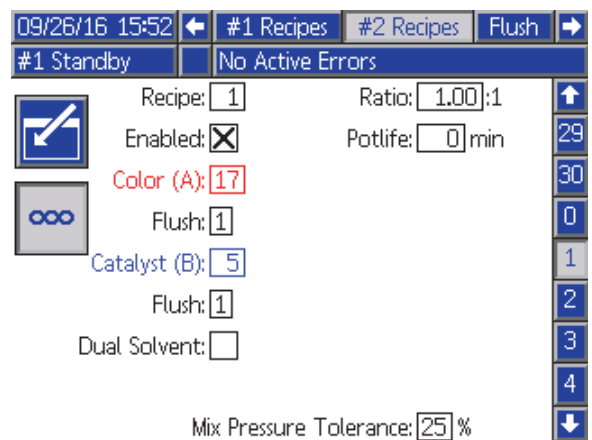 09/26/16 15:52 #1 Recipes #2 Recipes Flush
#1 Standby No Active Errors
Recipe: 1 Ratio: 1.00:1
Enabled: Potlife: 0 min
29
Color (A): 17
30
Flush: 1
0
Catalyst (B): 5
1
Flush: 1
2
Dual Solvent:
3
4
Mix Pressure Tolerance: 25 %